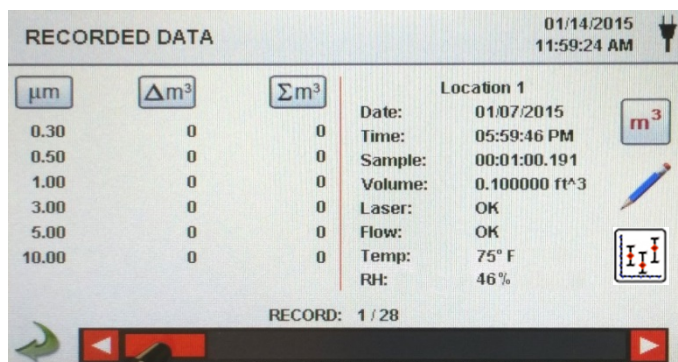 RECORDED DATA
01/14/2015
11:59:24 AM
µm Δm³ Σm³
0.30 0 0
0.50 0 0
1.00 0 0
3.00 0 0
5.00 0 0
10.00 0 0
Location 1
Date: 01/07/2015
Time: 05:59:46 PM
Sample: 00:01:00.191
Volume: 0.100000 ft^3
Laser: OK
Flow: OK
Temp: 75° F
RH: 46%
m³
RECORD: 1 / 28